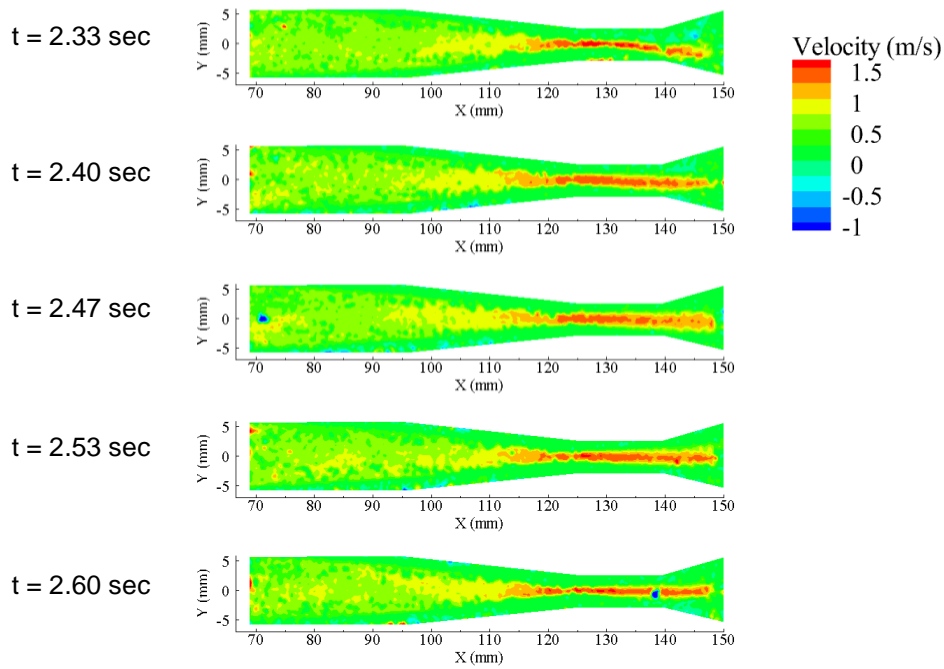 t = 2.33 sec
5
0
-5
Y (mm)
70 80 90 100 110 120 130 140 150
X (mm)
Velocity (m/s)
1.5
1
0.5
0
-0.5
-1
t = 2.40 sec
5
0
-5
Y (mm)
70 80 90 100 110 120 130 140 150
X (mm)
t = 2.47 sec
5
0
-5
Y (mm)
70 80 90 100 110 120 130 140 150
X (mm)
t = 2.53 sec
5
0
-5
Y (mm)
70 80 90 100 110 120 130 140 150
X (mm)
t = 2.60 sec
5
0
-5
Y (mm)
70 80 90 100 110 120 130 140 150
X (mm)